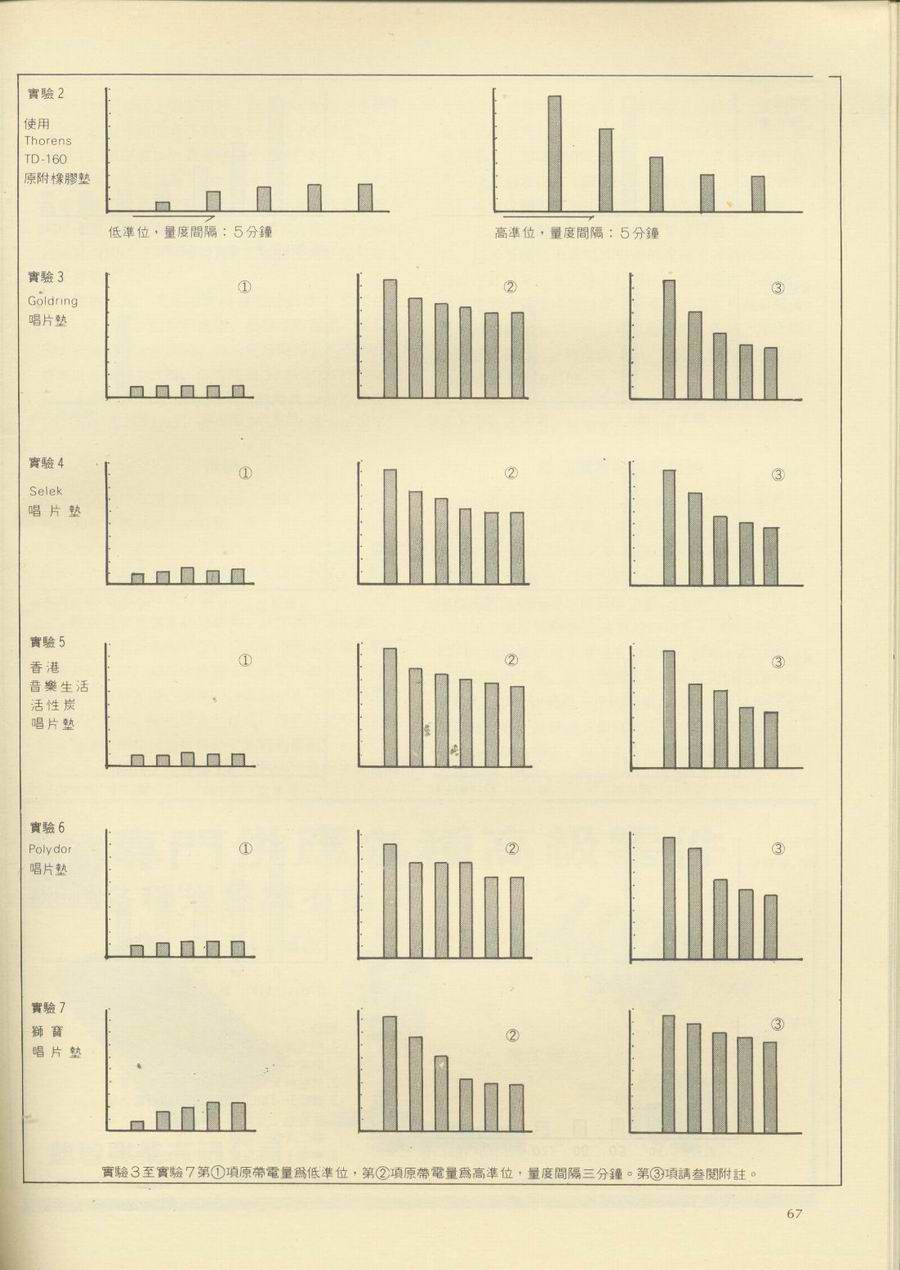 實驗2
使用
Thorens
TD-160
原附橡膠墊
低準位，量度間隔：5分鐘
高準位，量度間隔：5分鐘
實驗3
Goldring
唱片墊
①
②
③
實驗4
Selek
唱片墊
①
②
③
實驗5
香港
音樂生活
活性炭
唱片墊
①
②
③
實驗6
Polydor
唱片墊
①
②
③
實驗7
獅寶
唱片墊
②
③
實驗3至實驗7第①項原帶電量爲低準位，第②項原帶電量爲高準位，量度間隔三分鐘。第③項請叁閱附註。
67